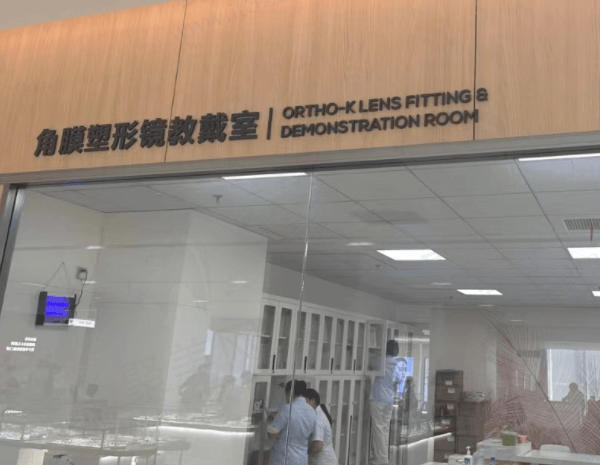 角膜塑形镜教戴室
ORTHO-K LENS FITTING &
DEMONSTRATION ROOM